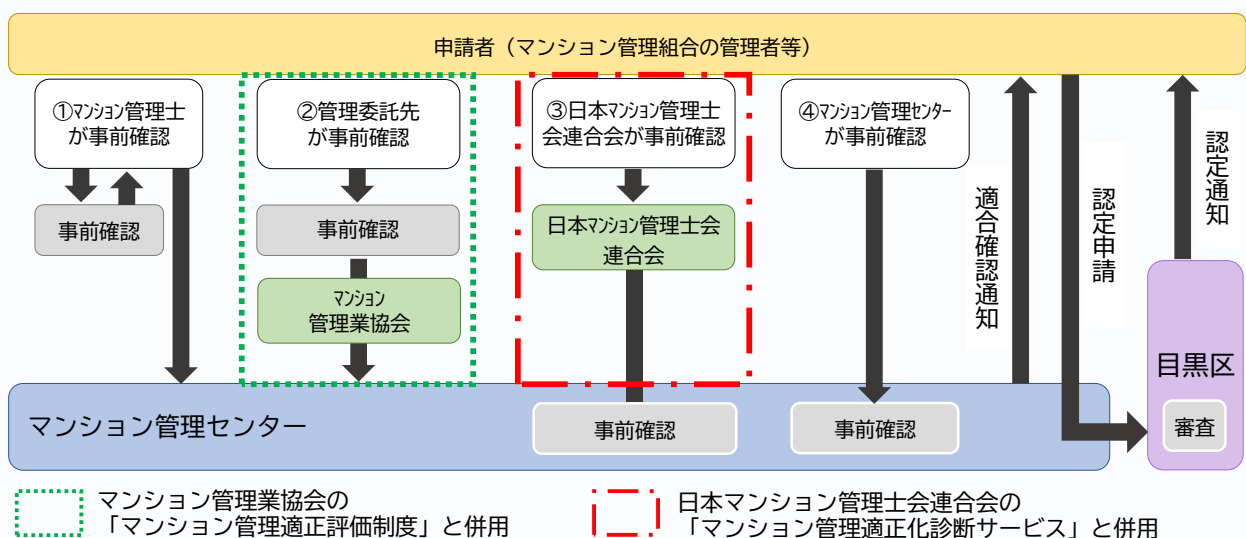 申請者（マンション管理組合の管理者等）
①ﾏﾝｼｮﾝ管理士
が事前確認
事前確認
②管理委託先
が事前確認
事前確認
ﾏﾝｼｮﾝ
管理業協会
③日本ﾏﾝｼｮﾝ管理士
会連合会が事前確認
日本ﾏﾝｼｮﾝ管理士会
連合会
④ﾏﾝｼｮﾝ管理ｾﾝﾀｰ
が事前確認
適合確認通知
認定申請
認定通知
目黒区
審査
マンション管理センター
事前確認
事前確認
マンション管理業協会の
「マンション管理適正評価制度」と併用
日本マンション管理士会連合会の
「マンション管理適正化診断サービス」と併用